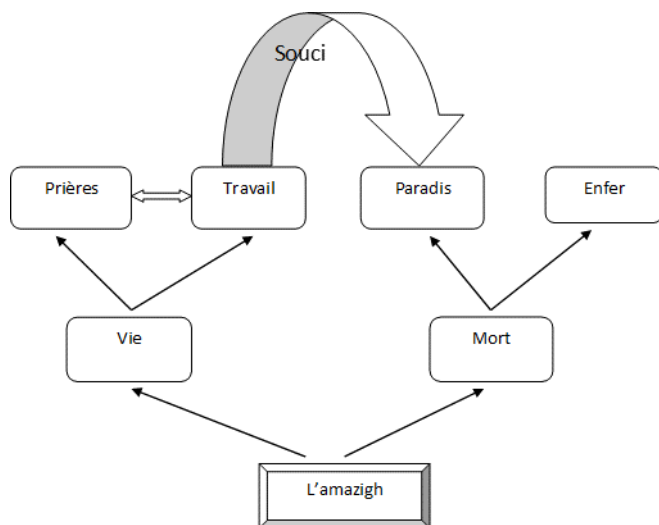 Souci
Prières
Travail
Paradis
Enfer
Vie
Mort
L'amazigh